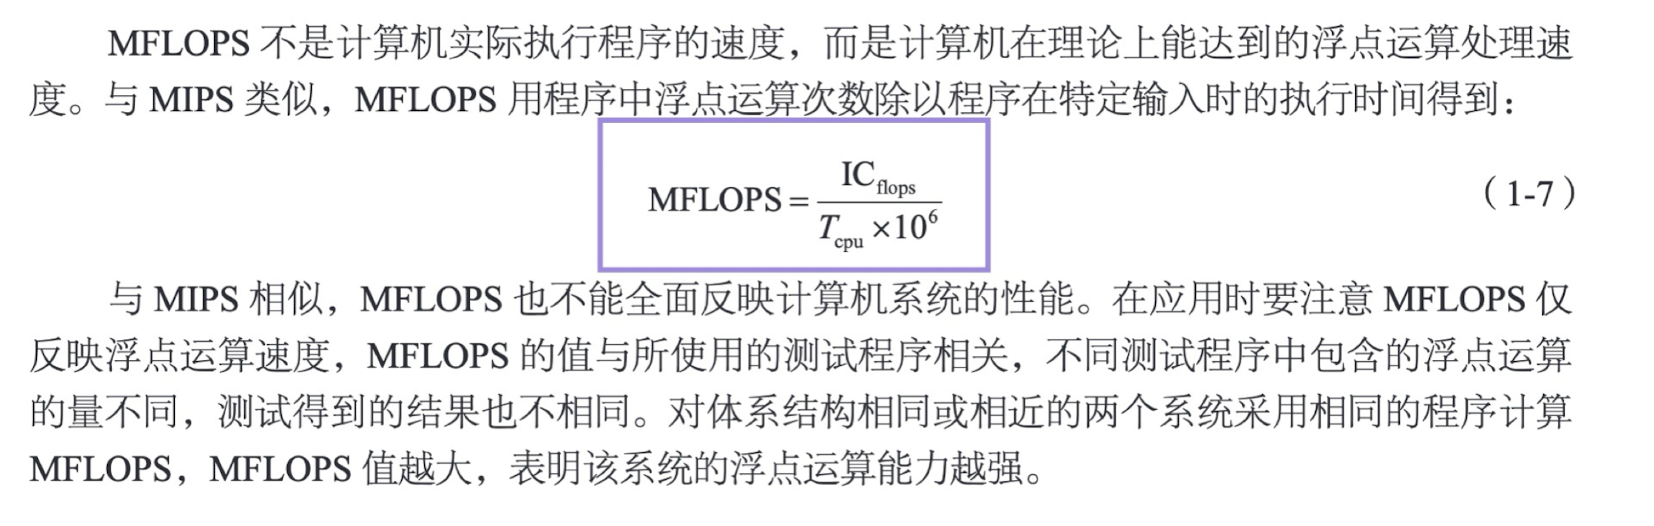 MFLOPS 不是计算机实际执行程序的速度，而是计算机在理论上能达到的浮点运算处理速
度。与 MIPS 类似，MFLOPS 用程序中浮点运算次数除以程序在特定输入时的执行时间得到：
MFLOPS = IC_flops / (T_cpu × 10^6) （1-7）
与 MIPS 相似，MFLOPS 也不能全面反映计算机系统的性能。在应用时要注意 MFLOPS 仅
反映浮点运算速度，MFLOPS 的值与所使用的测试程序相关，不同测试程序中包含的浮点运算
的量不同，测试得到的结果也不相同。对体系结构相同或相近的两个系统采用相同的程序计算
MFLOPS，MFLOPS 值越大，表明该系统的浮点运算能力越强。